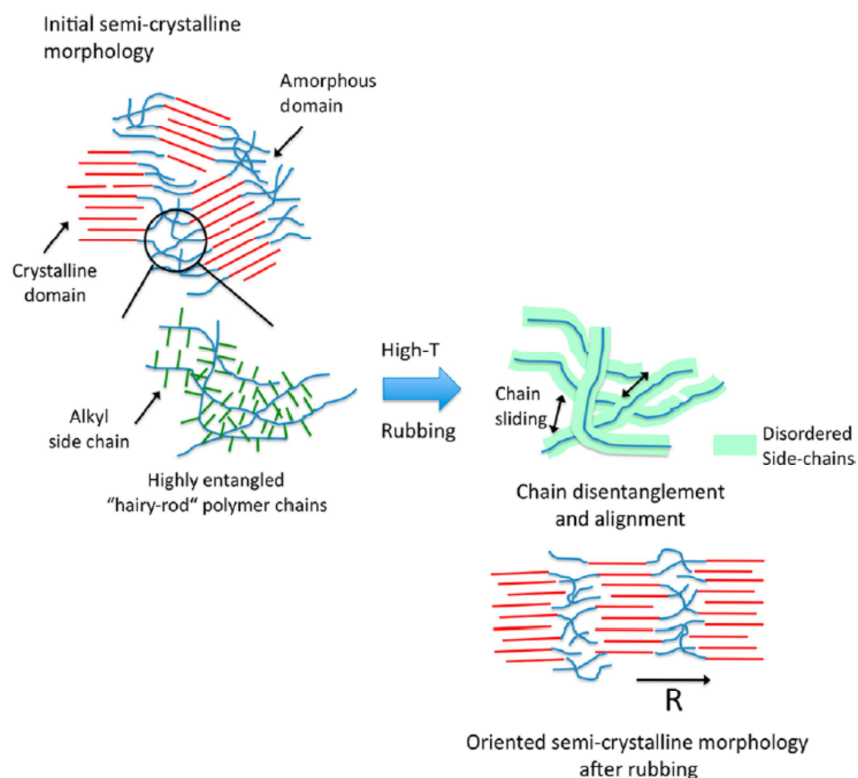 Initial semi-crystalline
morphology
Amorphous
domain
Crystalline
domain
Alkyl
side chain
Highly entangled
“hairy-rod“ polymer chains
High-T
Rubbing
Chain
sliding
Disordered
Side-chains
Chain disentanglement
and alignment
R
Oriented semi-crystalline morphology
after rubbing